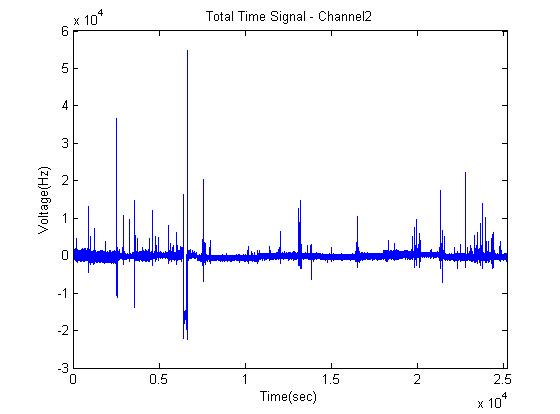 Total Time Signal - Channel2
x 10^4
6
5
4
3
2
1
0
-1
-2
-3
Voltage(Hz)
0 0.5 1 1.5 2 2.5
Time(sec)
x 10^4